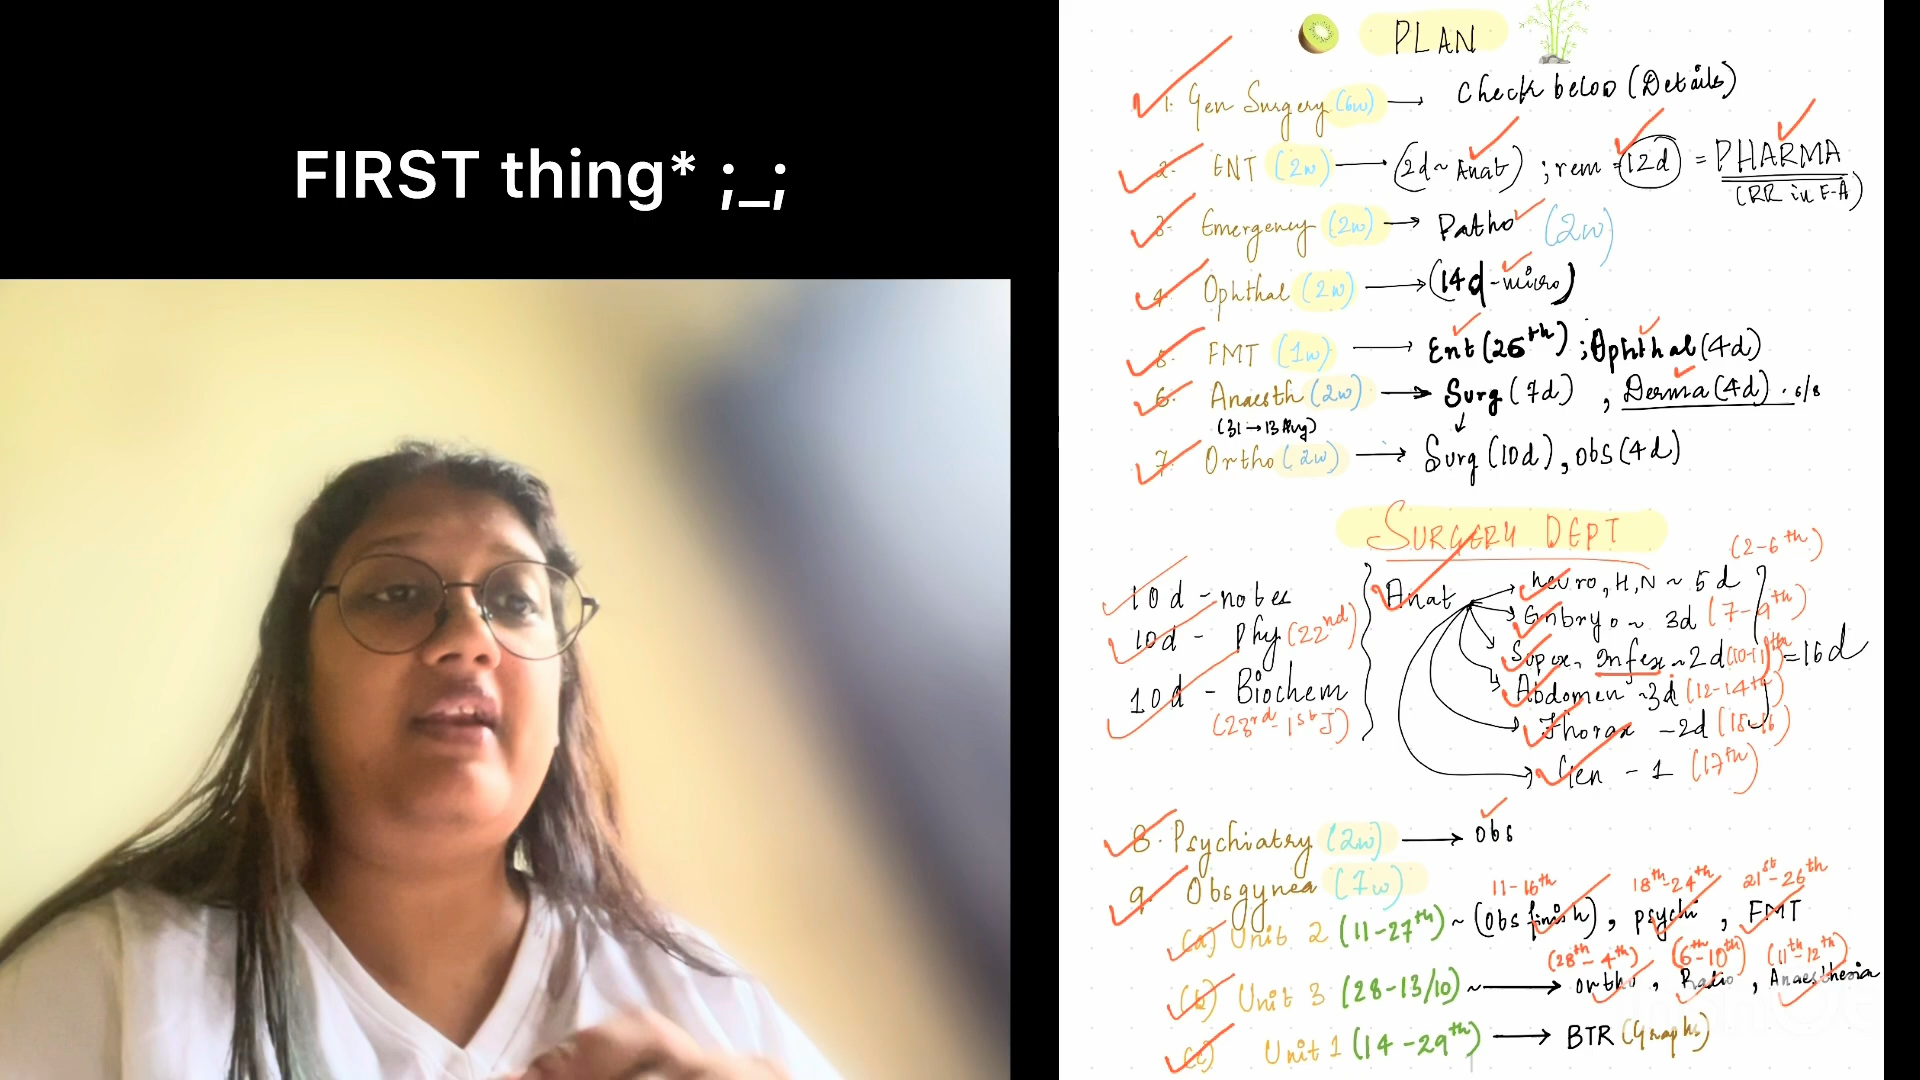 FIRST thing* ;_;
PLAN
1. Gen Surgery (6w) → Check below (Details)
2. ENT (2w) → (2d ~ Anat) ; rem = 12d = PHARMA
(RR in E-A)
3. Emergency (2w) → Patho (2w)
4. Ophthal (2w) → (14d - micro)
5. FMT (1w) → Ent (26th) ; Ophthal (4d)
6. Anaesth (2w) → Surg (7d) , Derma (4d) . 6/8
(31 → 13 Aug)
7. Ortho (2w) → Surg (10d) , obs (4d)
SURGERY DEPT
(2-6th)
10d - notes
10d - Phy (22nd)
10d - Biochem
(23rd - 1st J)
Anat
neuro, H, N ~ 5d
Embryo ~ 3d (7-9th)
Super, Infex ~ 2d (10-11th) = 16d
Abdomen ~ 3d (12-14th)
Thorax - 2d (15-16)
Gen - 1 (17th)
8. Psychiatry (2w) → obs
9. Obsgynea (7w)
11-16th 18th-24th 21st-26th
(a) Unit 2 (11-27th) ~ (Obs finish) , psychi , FMT
(28th-4th) (6th-10th) (11th-12th)
(b) Unit 3 (28-13/10) ~ → ortho , Radio , Anaesthesia
(c) Unit 1 (14-29th) → BTR (Graphs)